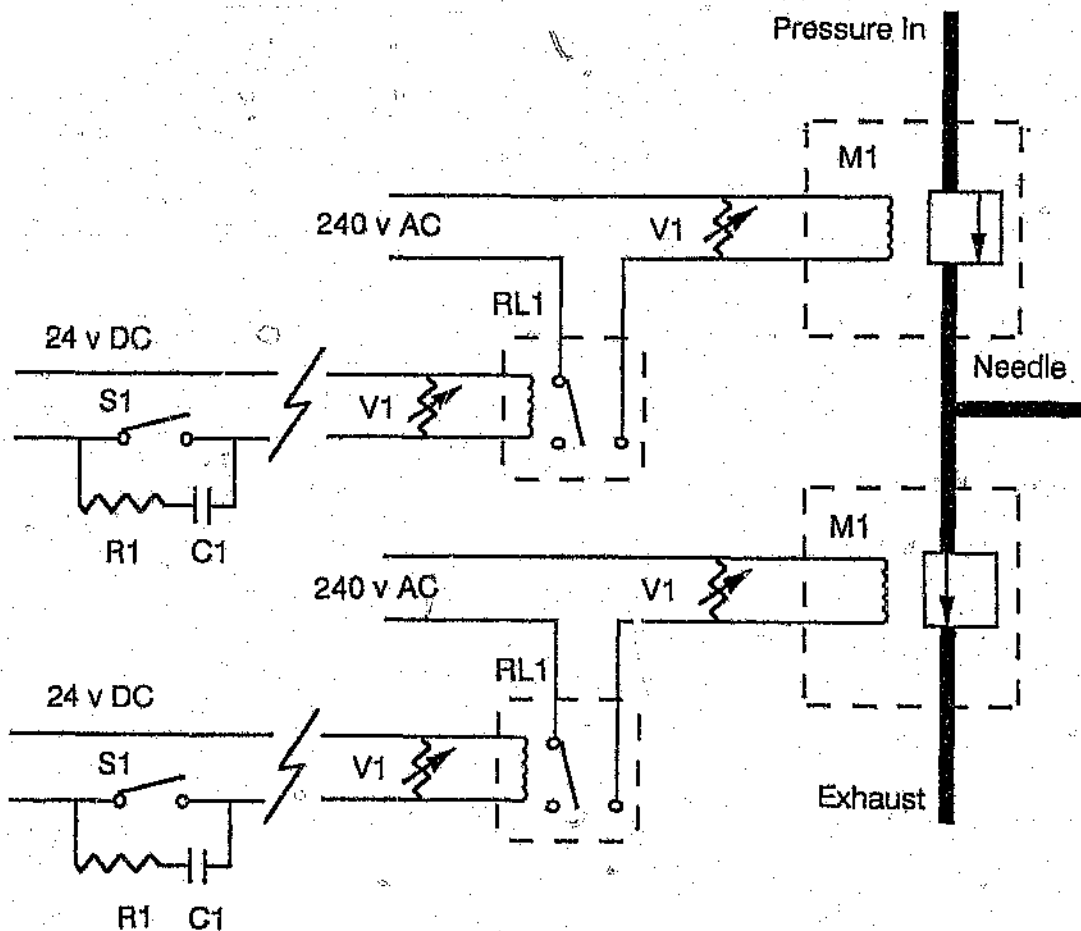 Pressure In
M1
240 v AC
V1
RL1
24 v DC
Needle
S1
V1
R1 C1
M1
240 v AC
V1
RL1
24 v DC
S1
V1
Exhaust
R1 C1